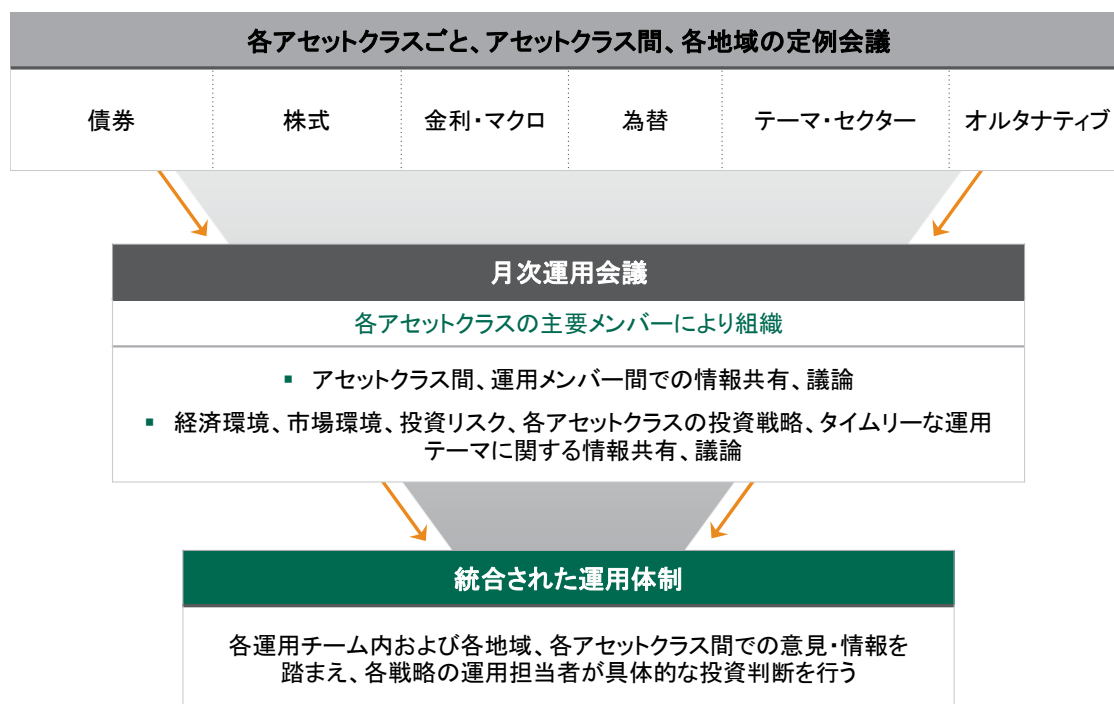 各アセットクラスごと、アセットクラス間、各地域の定例会議
債券
株式
金利・マクロ
為替
テーマ・セクター
オルタナティブ
月次運用会議
各アセットクラスの主要メンバーにより組織
▪ アセットクラス間、運用メンバー間での情報共有、議論
▪ 経済環境、市場環境、投資リスク、各アセットクラスの投資戦略、タイムリーな運用
テーマに関する情報共有、議論
統合された運用体制
各運用チーム内および各地域、各アセットクラス間での意見・情報を
踏まえ、各戦略の運用担当者が具体的な投資判断を行う